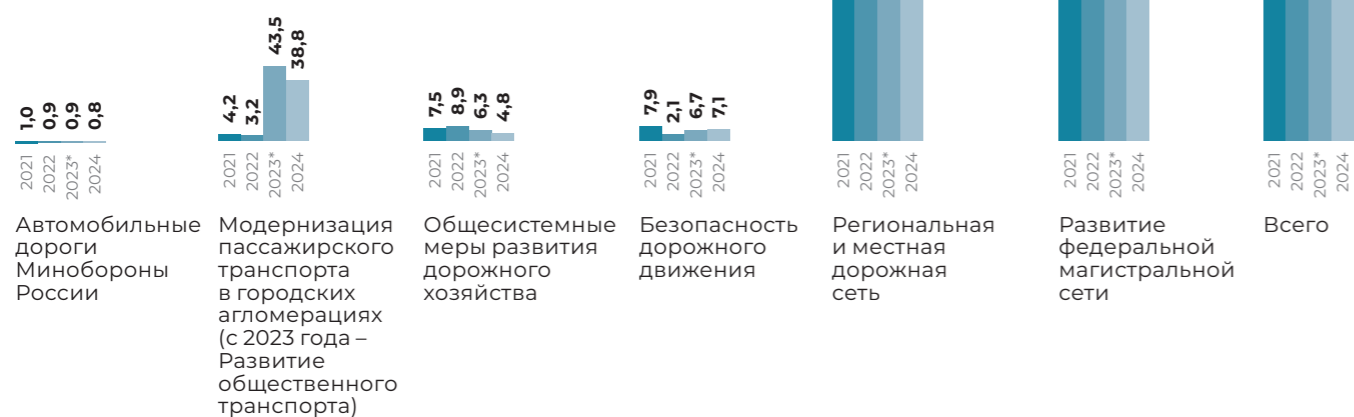 1,0
0,9
0,9
0,8
4,2
3,2
43,5
38,8
7,5
8,9
6,3
4,8
7,9
2,1
6,7
7,1
2021
2022
2023*
2024
2021
2022
2023*
2024
2021
2022
2023*
2024
2021
2022
2023*
2024
2021
2022
2023*
2024
2021
2022
2023*
2024
2021
2022
2023*
2024
Автомобильные
дороги
Минобороны
России
Модернизация
пассажирского
транспорта
в городских
агломерациях
(с 2023 года –
Развитие
общественного
транспорта)
Общесистемные
меры развития
дорожного
хозяйства
Безопасность
дорожного
движения
Региональная
и местная
дорожная
сеть
Развитие
федеральной
магистральной
сети
Всего